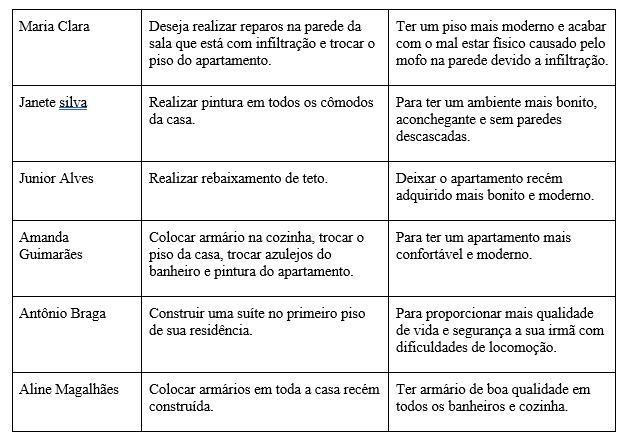 Maria Clara
Deseja realizar reparos na parede da
sala que está com infiltração e trocar o
piso do apartamento.
Ter um piso mais moderno e acabar
com o mal estar físico causado pelo
mofo na parede devido a infiltração.
Janete silva
Realizar pintura em todos os cômodos
da casa.
Para ter um ambiente mais bonito,
aconchegante e sem paredes
descascadas.
Junior Alves
Realizar rebaixamento de teto.
Deixar o apartamento recém
adquirido mais bonito e moderno.
Amanda
Guimarães
Colocar armário na cozinha, trocar o
piso da casa, trocar azulejos do
banheiro e pintura do apartamento.
Para ter um apartamento mais
confortável e moderno.
Antônio Braga
Construir uma suíte no primeiro piso
de sua residência.
Para proporcionar mais qualidade
de vida e segurança a sua irmã com
dificuldades de locomoção.
Aline Magalhães
Colocar armários em toda a casa recém
construída.
Ter armário de boa qualidade em
todos os banheiros e cozinha.